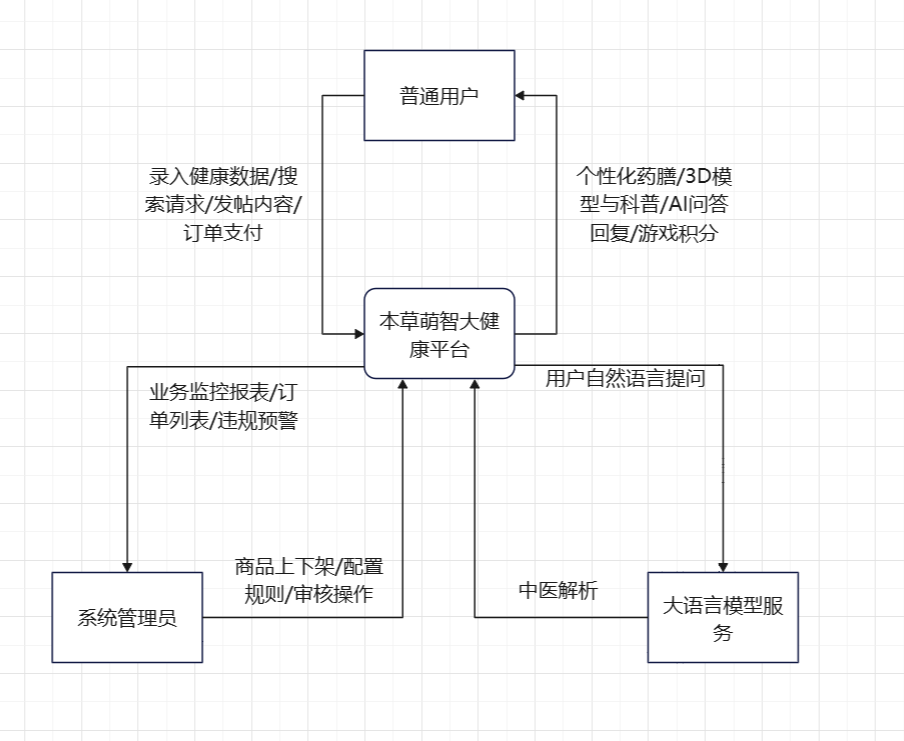 普通用户
录入健康数据/搜
索请求/发帖内容/
订单支付
个性化药膳/3D模
型与科普/AI问答
回复/游戏积分
本草萌智大健
康平台
用户自然语言提问
业务监控报表/订
单列表/违规预警
商品上下架/配置
规则/审核操作
中医解析
系统管理员
大语言模型服
务